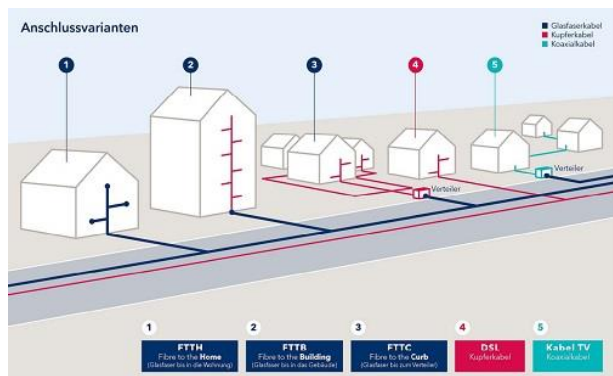 Anschlussvarianten
Glasfaserkabel
Kupferkabel
Koaxialkabel
1
2
3
4
5
Verteiler
Verteiler
1
FTTH
Fibre to the Home
(Glasfaser bis in die Wohnung)
2
FTTB
Fibre to the Building
(Glasfaser bis in das Gebäude)
3
FTTC
Fibre to the Curb
(Glasfaser bis zum Verteiler)
4
DSL
Kupferkabel
5
Kabel TV
Koaxialkabel